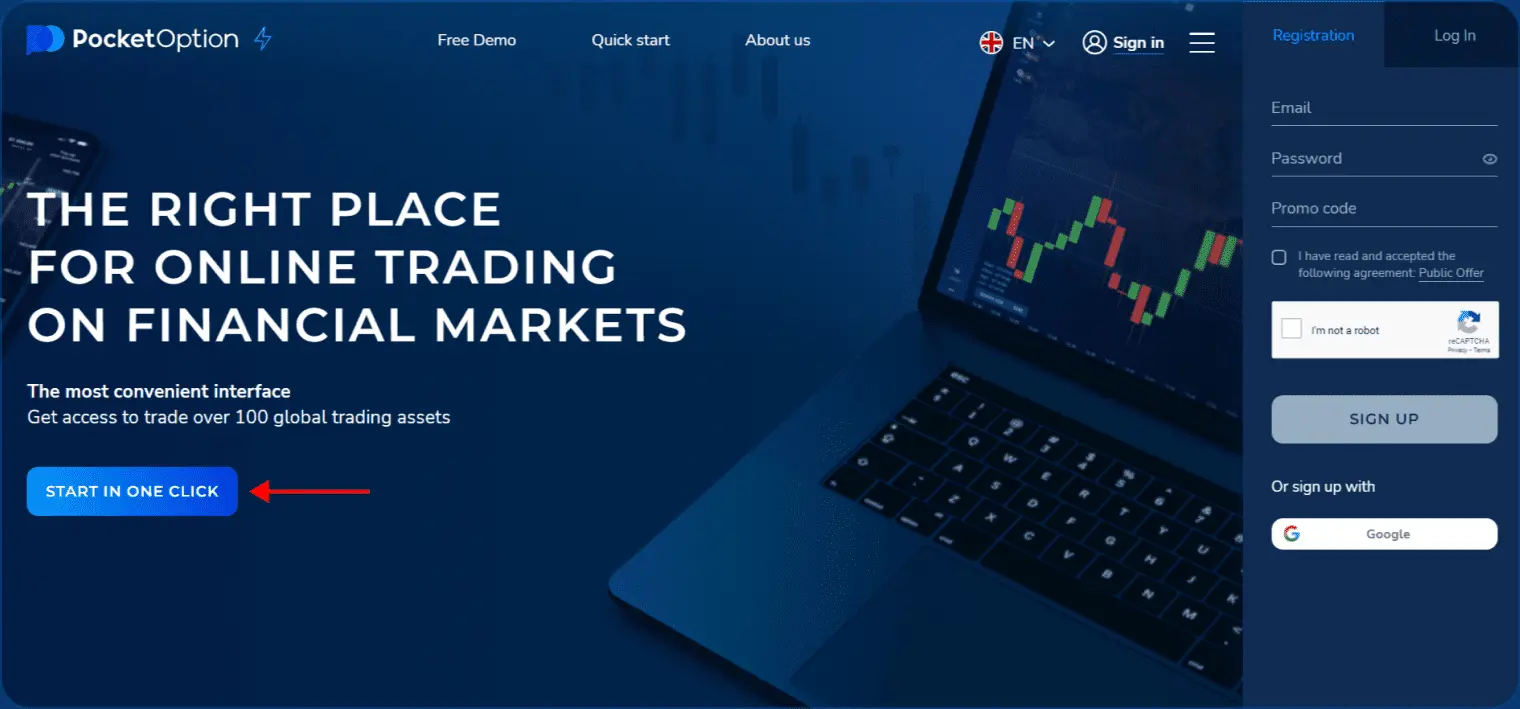 PocketOption
Free Demo
Quick start
About us
EN
Sign in
Registration
Log In
THE RIGHT PLACE
FOR ONLINE TRADING
ON FINANCIAL MARKETS
The most convenient interface
Get access to trade over 100 global trading assets
START IN ONE CLICK
Email
Password
Promo code
I have read and accepted the
following agreement: Public Offer
I'm not a robot
reCAPTCHA
Privacy - Terms
SIGN UP
Or sign up with
Google
esc